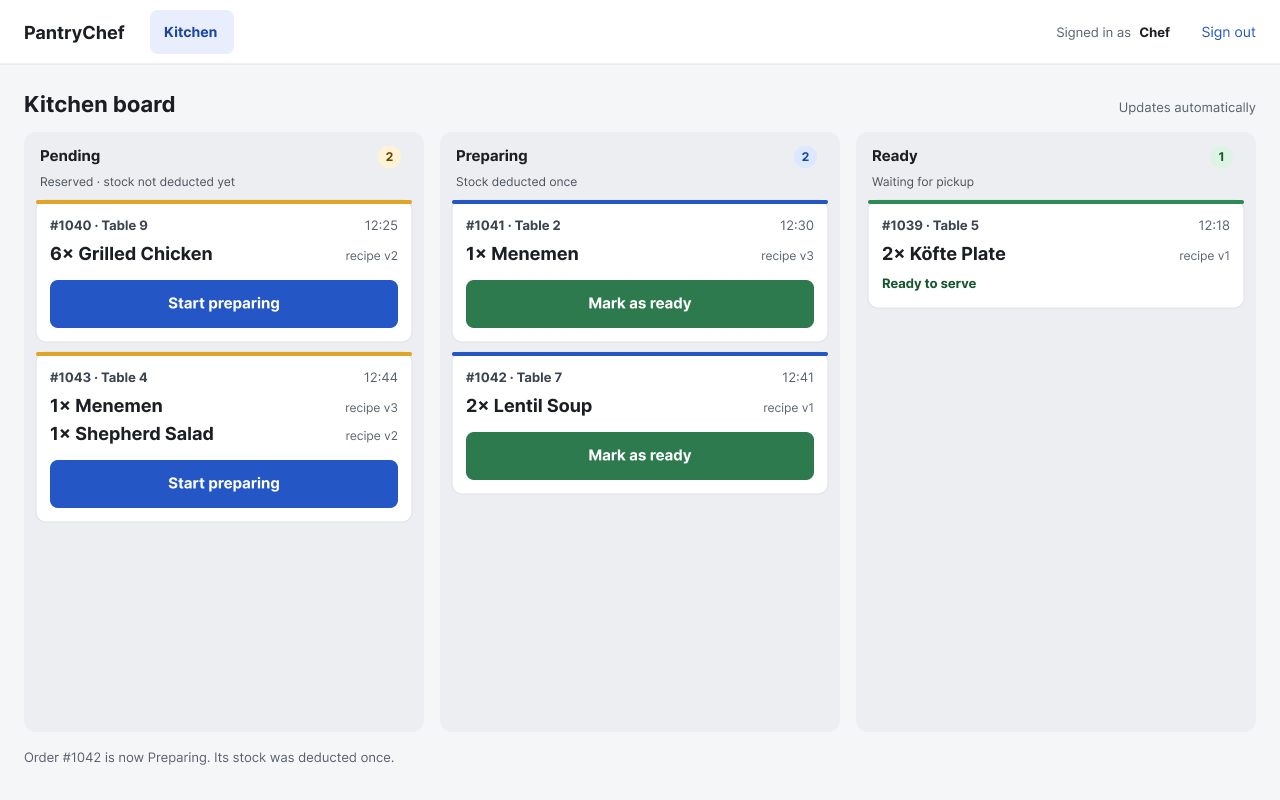 PantryChef
Kitchen
Signed in as Chef
Sign out
Kitchen board
Updates automatically
Pending
2
Reserved · stock not deducted yet
#1040 · Table 9
12:25
6× Grilled Chicken
recipe v2
Start preparing
#1043 · Table 4
12:44
1× Menemen
recipe v3
1× Shepherd Salad
recipe v2
Start preparing
Preparing
2
Stock deducted once
#1041 · Table 2
12:30
1× Menemen
recipe v3
Mark as ready
#1042 · Table 7
12:41
2× Lentil Soup
recipe v1
Mark as ready
Ready
1
Waiting for pickup
#1039 · Table 5
12:18
2× Köfte Plate
recipe v1
Ready to serve
Order #1042 is now Preparing. Its stock was deducted once.